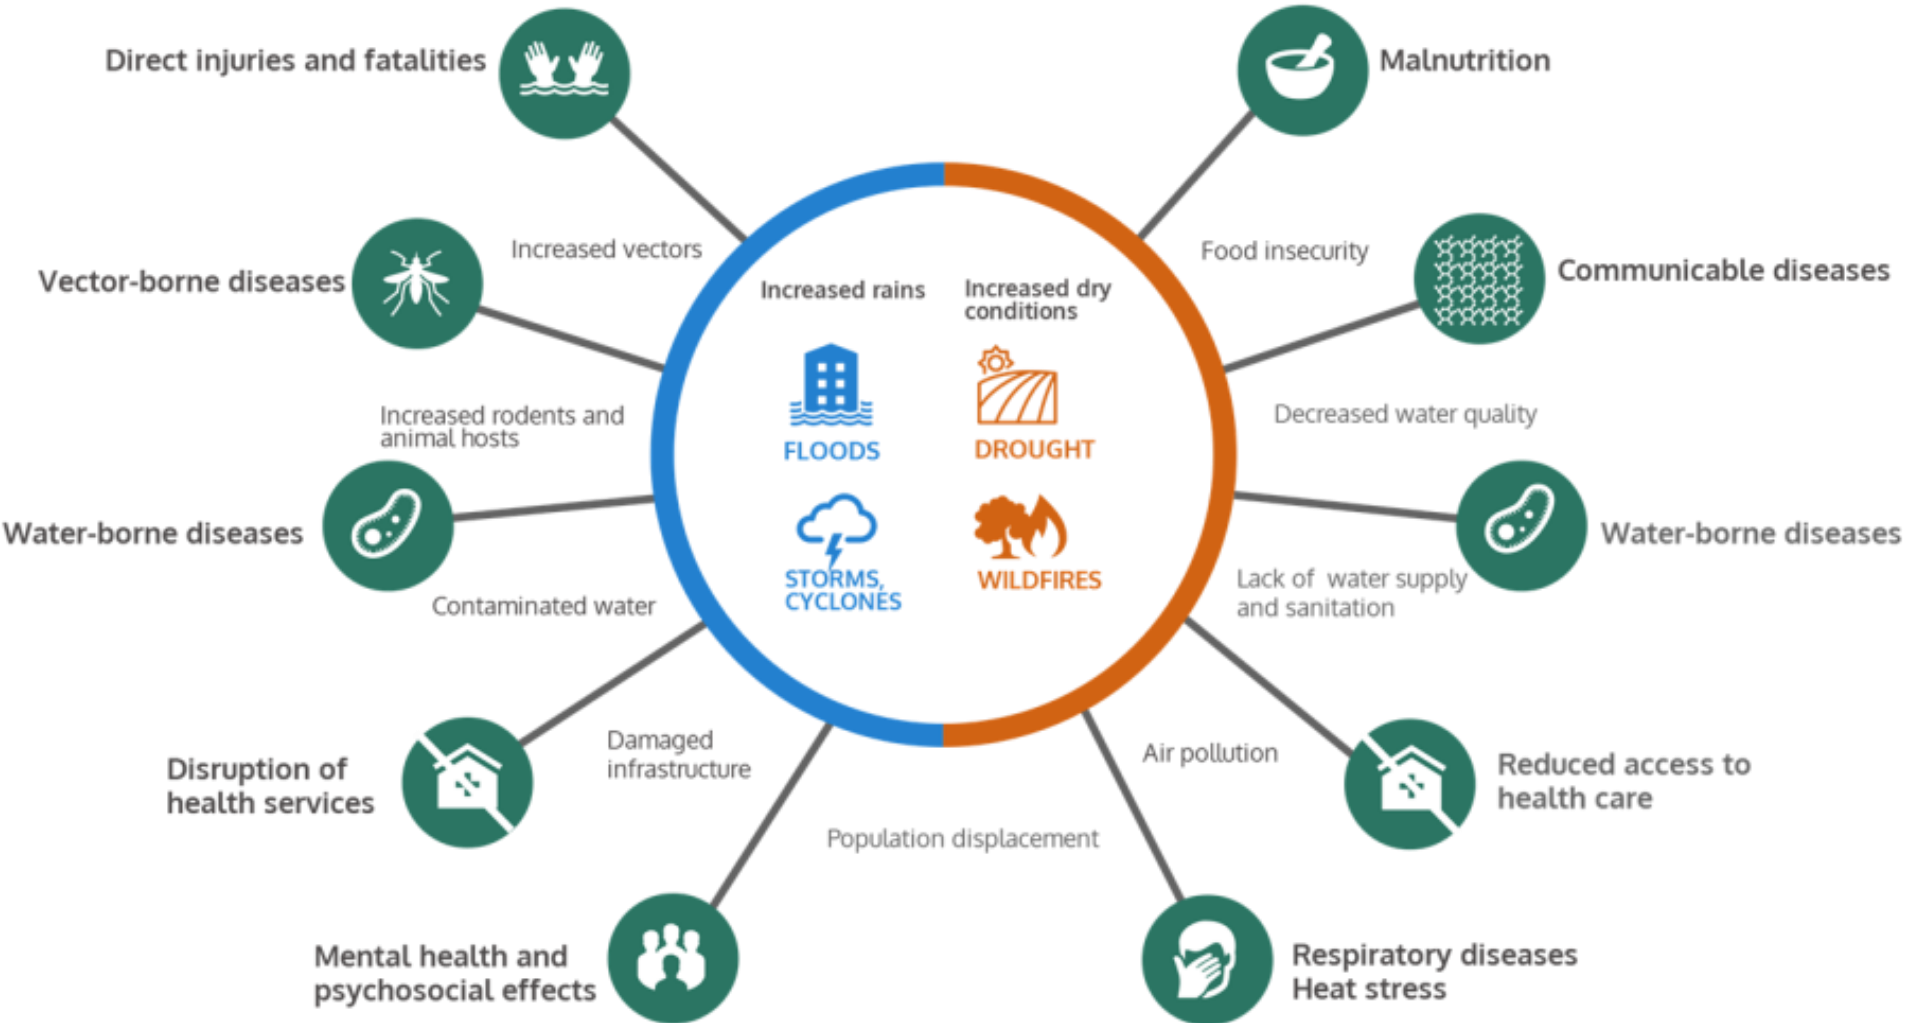 Direct injuries and fatalities
Malnutrition
Increased vectors
Food insecurity
Vector-borne diseases
Communicable diseases
Increased rains
Increased dry
conditions
Increased rodents and
animal hosts
Decreased water quality
FLOODS
DROUGHT
Water-borne diseases
Water-borne diseases
STORMS,
CYCLONES
WILDFIRES
Contaminated water
Lack of water supply
and sanitation
Damaged
infrastructure
Air pollution
Disruption of
health services
Reduced access to
health care
Population displacement
Mental health and
psychosocial effects
Respiratory diseases
Heat stress